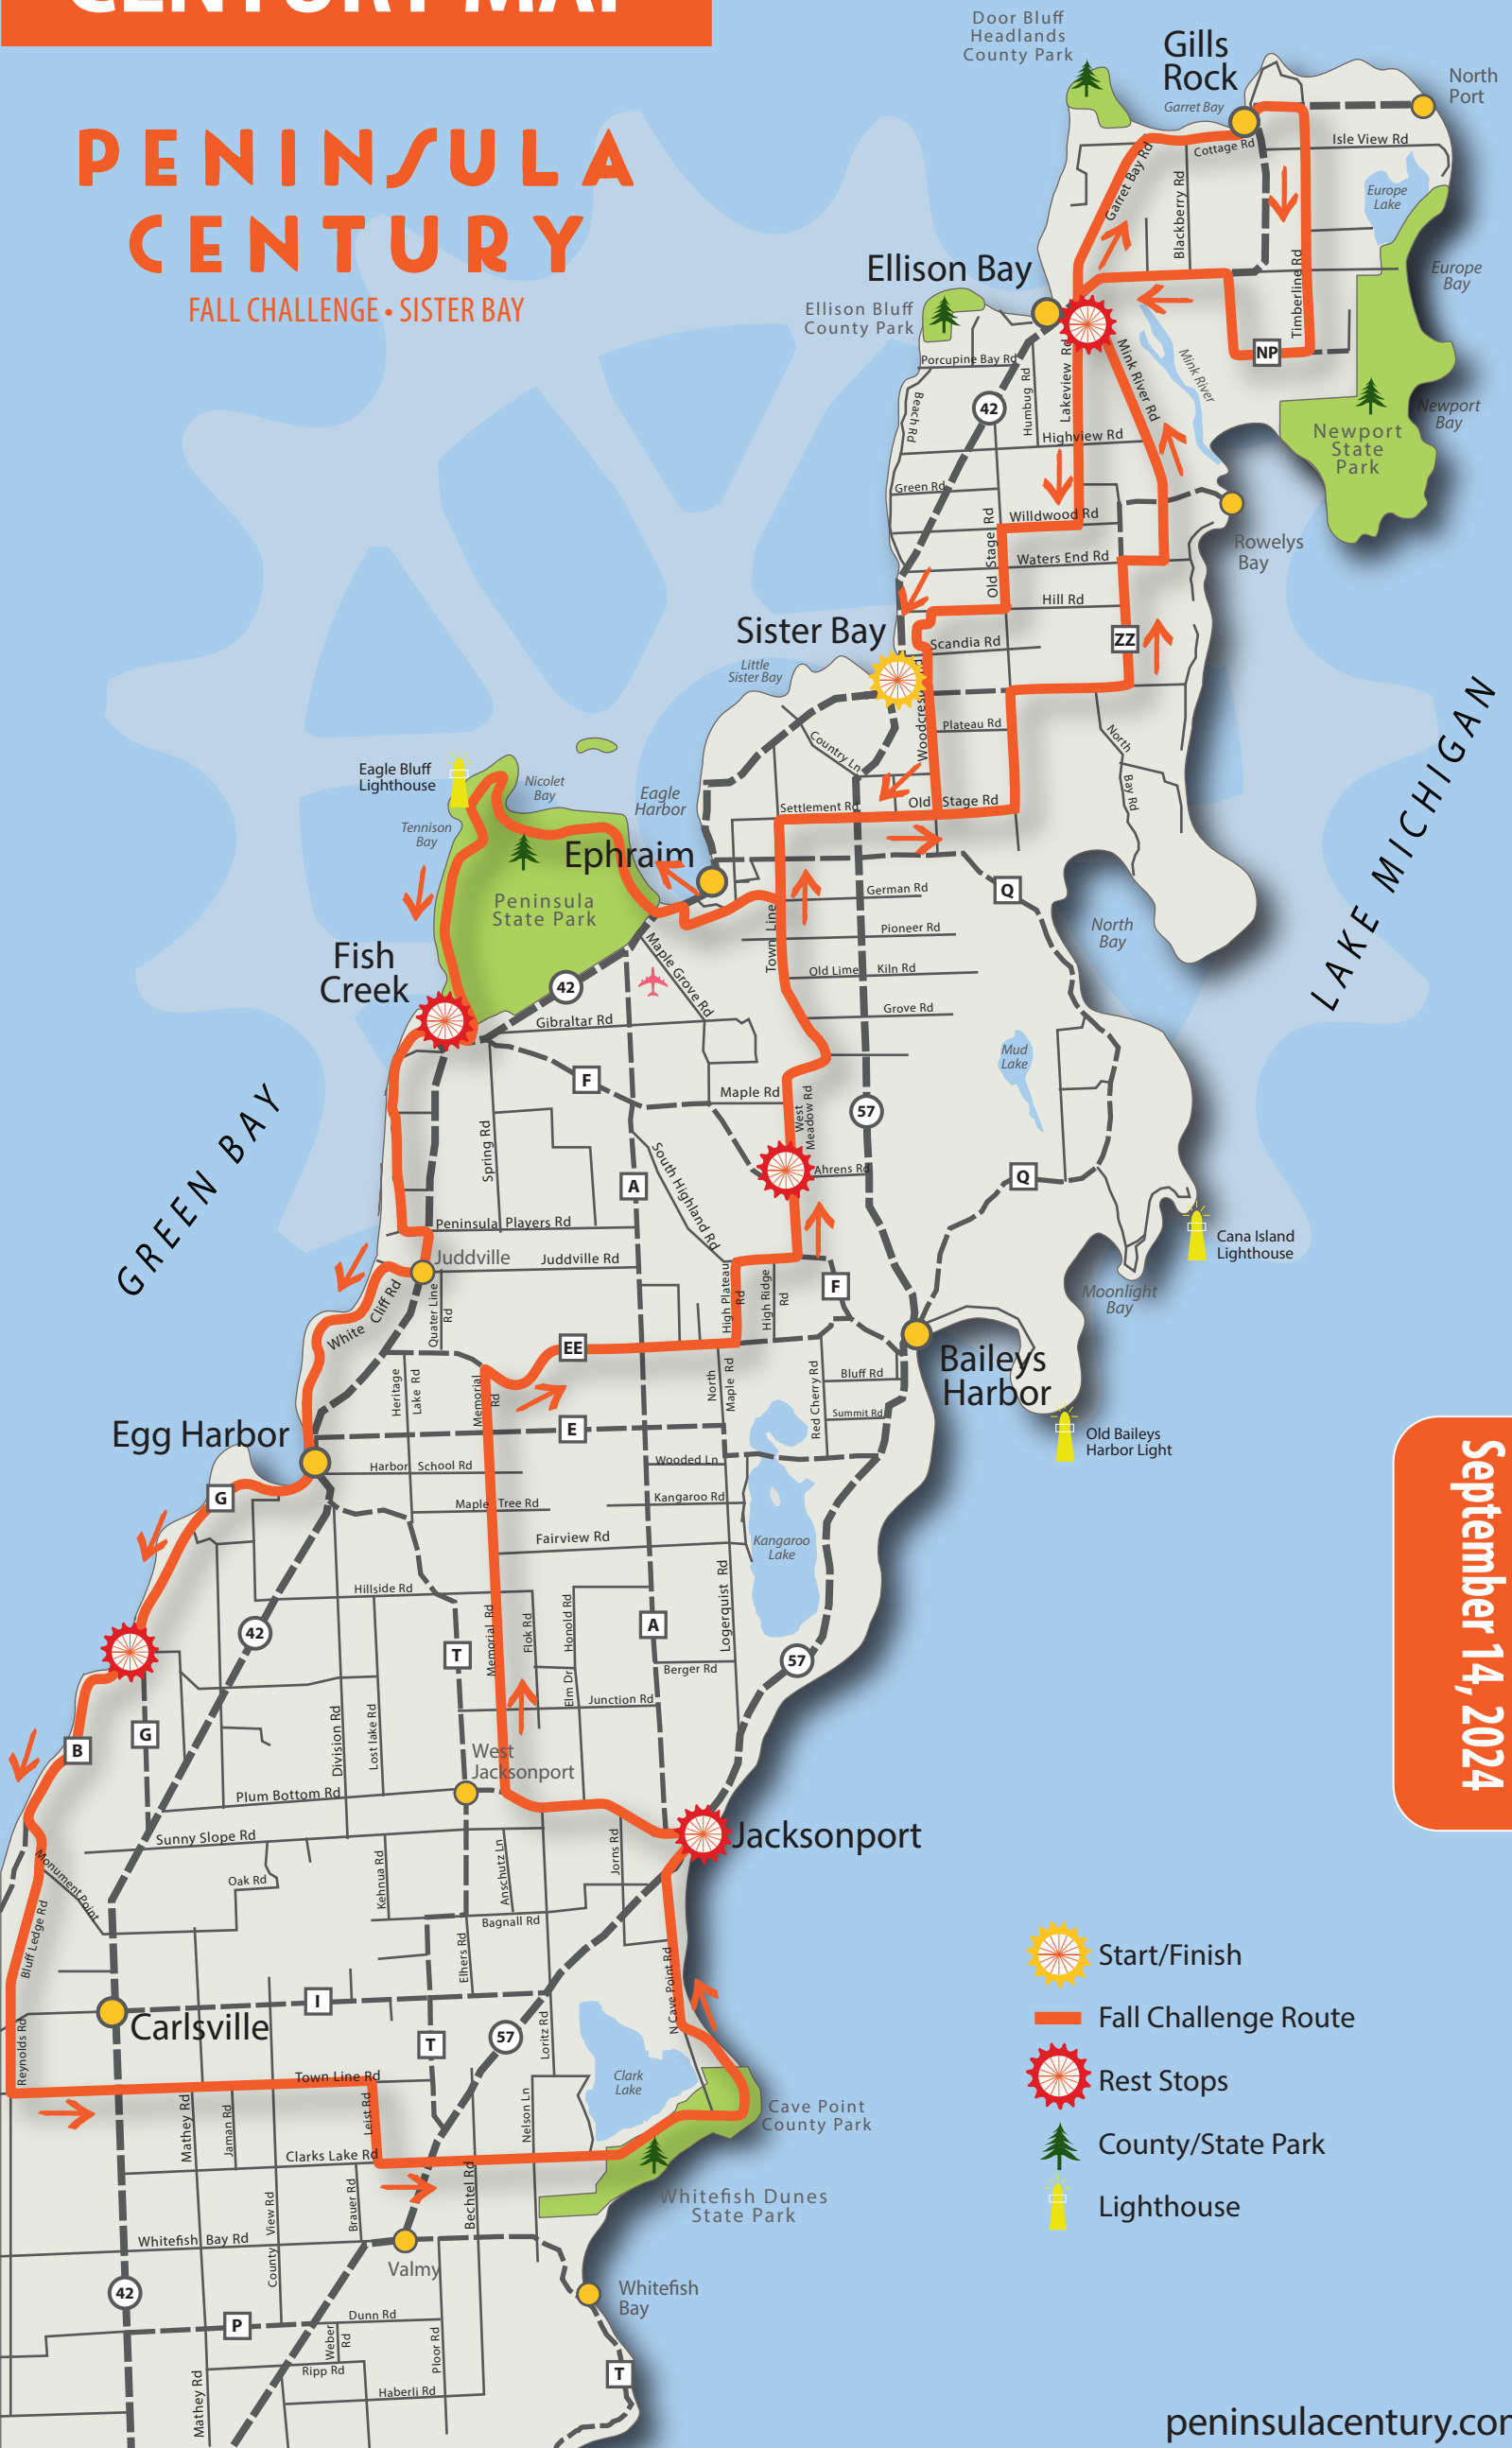 CENTURY MAP
PENINSULA
CENTURY
FALL CHALLENGE • SISTER BAY
Door Bluff
Headlands
County Park
Gills
Rock
Garret Bay
North
Port
Cottage Rd
Isle View Rd
Garret Bay Rd
Blackberry Rd
Europe
Lake
Timberline Rd
Europe
Bay
Ellison Bay
Ellison Bluff
County Park
NP
Mink River
Mink River Rd
Porcupine Bay Rd
Beach Rd
42
Humbug Rd
Lakeview Rd
Highview Rd
Newport
Bay
Newport
State
Park
Green Rd
Old Stage Rd
Willdwood Rd
Waters End Rd
Rowelys
Bay
Hill Rd
Sister Bay
Scandia Rd
ZZ
Little
Sister Bay
Woodcrest Rd
Plateau Rd
Country Ln
North
Bay Rd
LAKE MICHIGAN
Eagle Bluff
Lighthouse
Nicolet
Bay
Eagle
Harbor
Settlement Rd
Old Stage Rd
Tennison
Bay
Ephraim
Peninsula
State Park
German Rd
Q
Pioneer Rd
North
Bay
Town Line
Old Lime Kiln Rd
Fish
Creek
42
Maple Grove Rd
Gibraltar Rd
Grove Rd
Mud
Lake
F
Maple Rd
West
Meadow Rd
57
GREEN BAY
Spring Rd
South Highland Rd
A
Ahrens Rd
Q
Peninsula Players Rd
Juddville
Juddville Rd
Cana Island
Lighthouse
Moonlight
Bay
White Cliff Rd
Quater Line
Rd
High Plateau
Rd
High Ridge
Rd
F
EE
Baileys
Harbor
Heritage
Lake Rd
Memorial
Rd
North
Maple Rd
Red Cherry Rd
Bluff Rd
Summit Rd
Old Baileys
Harbor Light
Egg Harbor
E
Harbor School Rd
Wooded Ln
G
Maple Tree Rd
Kangaroo Rd
Fairview Rd
Kangaroo
Lake
September 14, 2024
Hillside Rd
42
T
Memorial Rd
Flok Rd
Honold Rd
Elm Dr
A
Logerquist Rd
Berger Rd
57
Junction Rd
G
B
Division Rd
Lost lake Rd
West
Jacksonport
Plum Bottom Rd
Jacksonport
Sunny Slope Rd
Monument Point
Oak Rd
Kehnua Rd
Anschutz Ln
Jorns Rd
Bagnall Rd
Bluff Ledge Rd
Elhers Rd
N Cave Point Rd
Start/Finish
Fall Challenge Route
Rest Stops
County/State Park
Lighthouse
I
Carlsville
T
57
Loritz Rd
Reynolds Rd
Town Line Rd
Clark
Lake
Mathey Rd
Jaman Rd
Leist Rd
Nelson Ln
Cave Point
County Park
Clarks Lake Rd
Brauer Rd
Bechtel Rd
Whitefish Dunes
State Park
County View Rd
Whitefish Bay Rd
Valmy
Whitefish
Bay
42
P
Dunn Rd
Weber
Rd
Ripp Rd
Ploor Rd
Haberli Rd
Mathey Rd
T
peninsulacentury.com